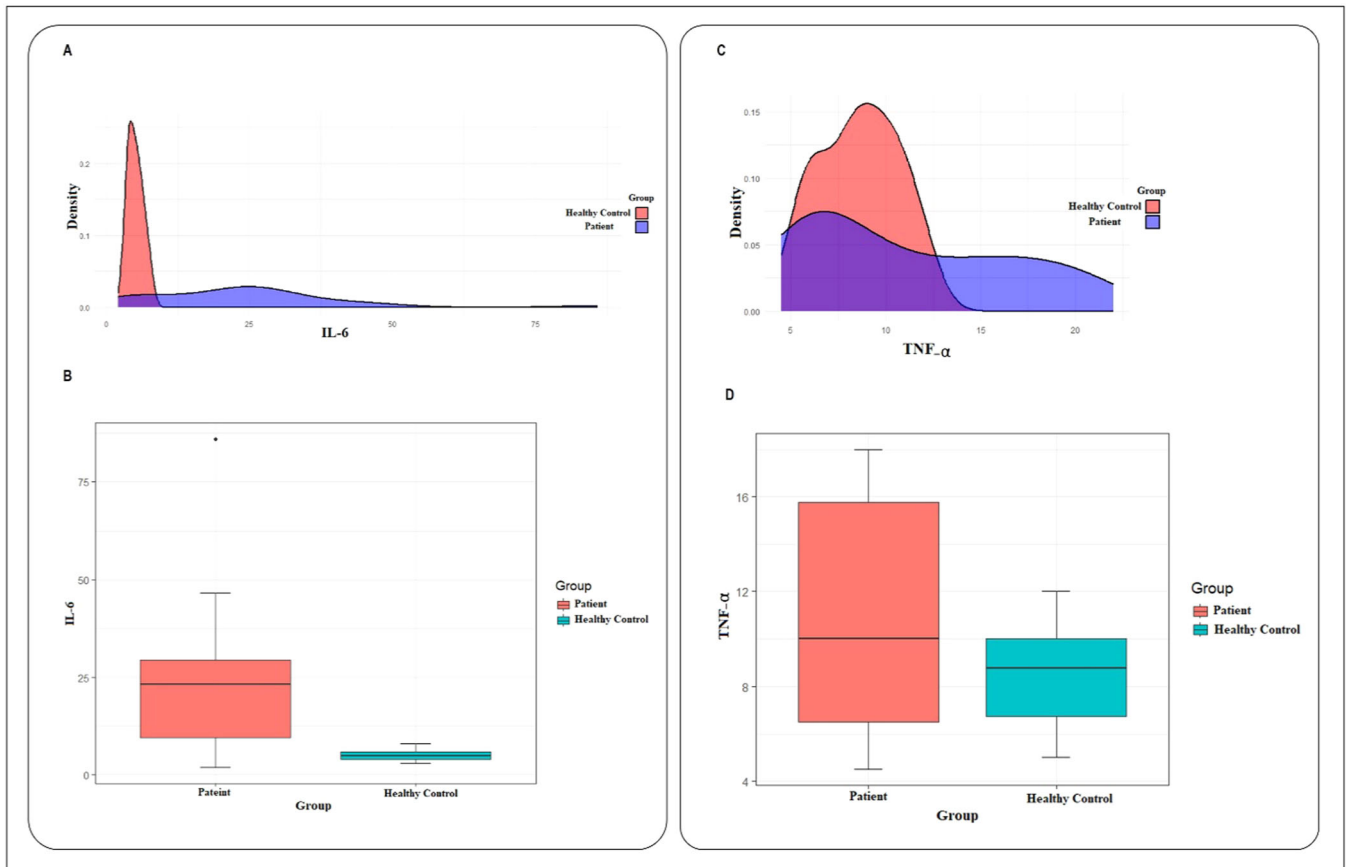 A
Density
0.2
0.1
0.0
0
25
50
75
IL-6
Group
Healthy Control
Patient
B
IL-6
75
50
25
0
Pateint
Healthy Control
Group
Group
Patient
Healthy Control
C
Density
0.15
0.10
0.05
0.00
5
10
15
20
TNF-α
Group
Healthy Control
Patient
D
TNF-α
16
12
8
4
Patient
Healthy Control
Group
Group
Patient
Healthy Control